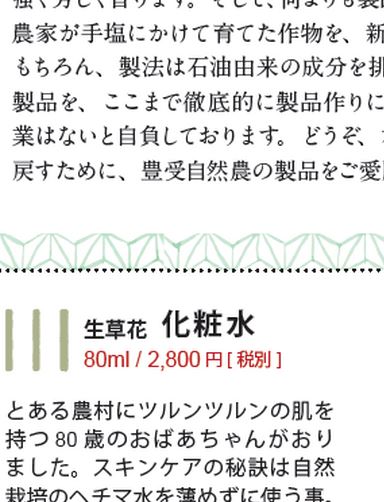 農家が手塩にかけて育てた作物を、新
もちろん、製法は石油由来の成分を排
製品を、ここまで徹底的に製品作りに
業はないと自負しております。どうぞ、
戻すために、豊受自然農の製品をご愛
生草花 化粧水
80ml / 2,800 円 [ 税別 ]
とある農村にツルンツルンの肌を
持つ 80 歳のおばあちゃんがおり
ました。スキンケアの秘訣は自然
栽培のヘチマ水を薄めずに使う事。